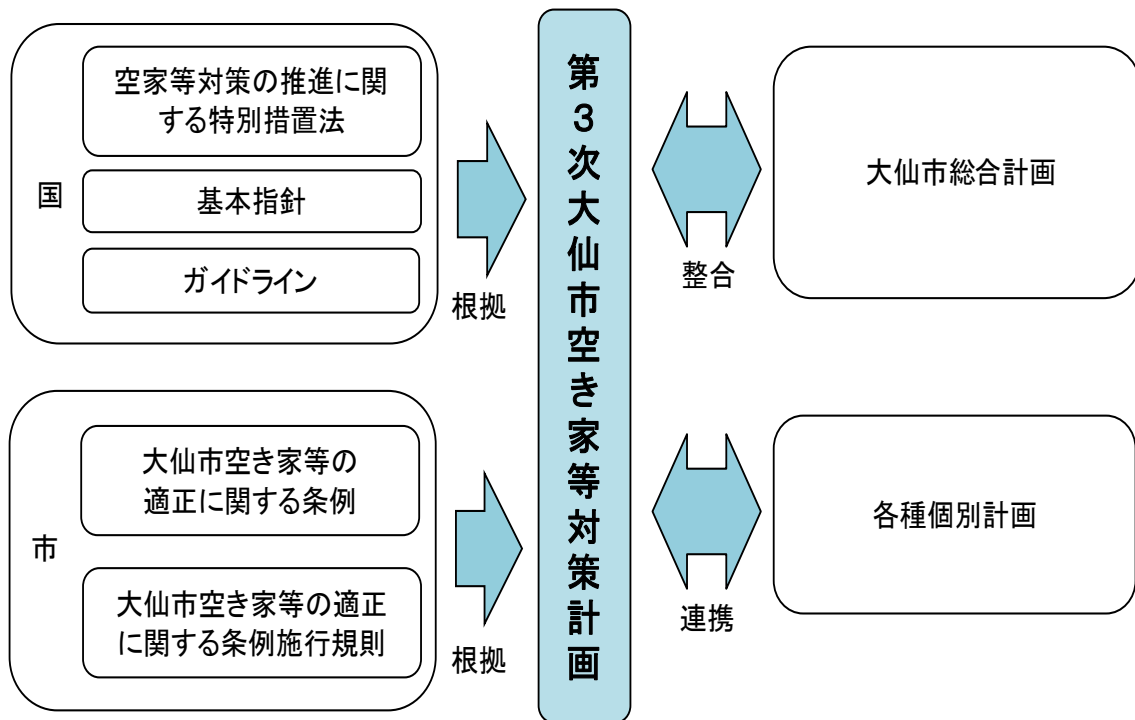 国
空家等対策の推進に関
する特別措置法
基本指針
ガイドライン
根拠
市
大仙市空き家等の
適正に関する条例
大仙市空き家等の適正
に関する条例施行規則
根拠
第3次大仙市空き家等対策計画
大仙市総合計画
整合
各種個別計画
連携